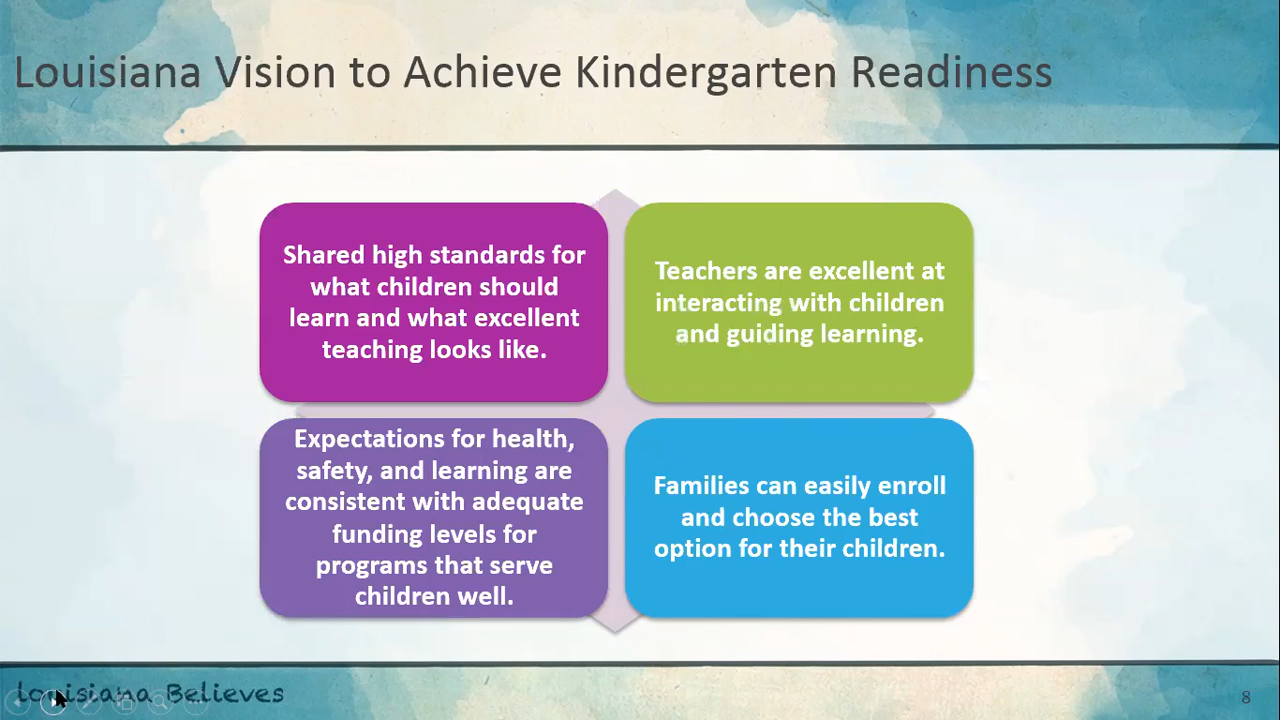 Louisiana Vision to Achieve Kindergarten Readiness
Shared high standards for
what children should
learn and what excellent
teaching looks like.
Teachers are excellent at
interacting with children
and guiding learning.
Expectations for health,
safety, and learning are
consistent with adequate
funding levels for
programs that serve
children well.
Families can easily enroll
and choose the best
option for their children.
Louisiana Believes
8